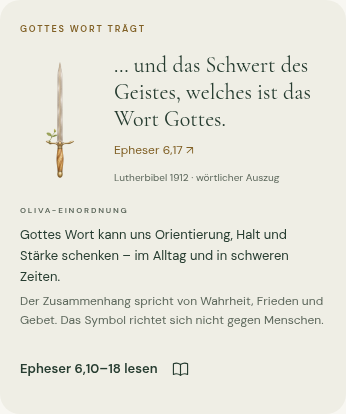 GOTTES WORT TRÄGT
… und das Schwert des
Geistes, welches ist das
Wort Gottes.
Epheser 6,17 ↗
Lutherbibel 1912 · wörtlicher Auszug
OLIVA-EINORDNUNG
Gottes Wort kann uns Orientierung, Halt und
Stärke schenken – im Alltag und in schweren
Zeiten.
Der Zusammenhang spricht von Wahrheit, Frieden und
Gebet. Das Symbol richtet sich nicht gegen Menschen.
Epheser 6,10–18 lesen